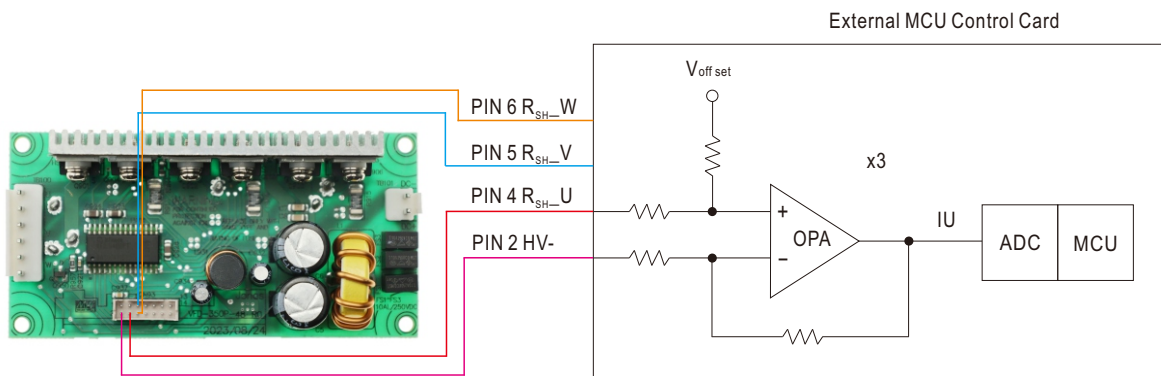 External MCU Control Card
Voff set
PIN 6 RSH_W
PIN 5 RSH_V
x3
PIN 4 RSH_U
+
OPA
IU
ADC
MCU
PIN 2 HV-
−
2023/08/24